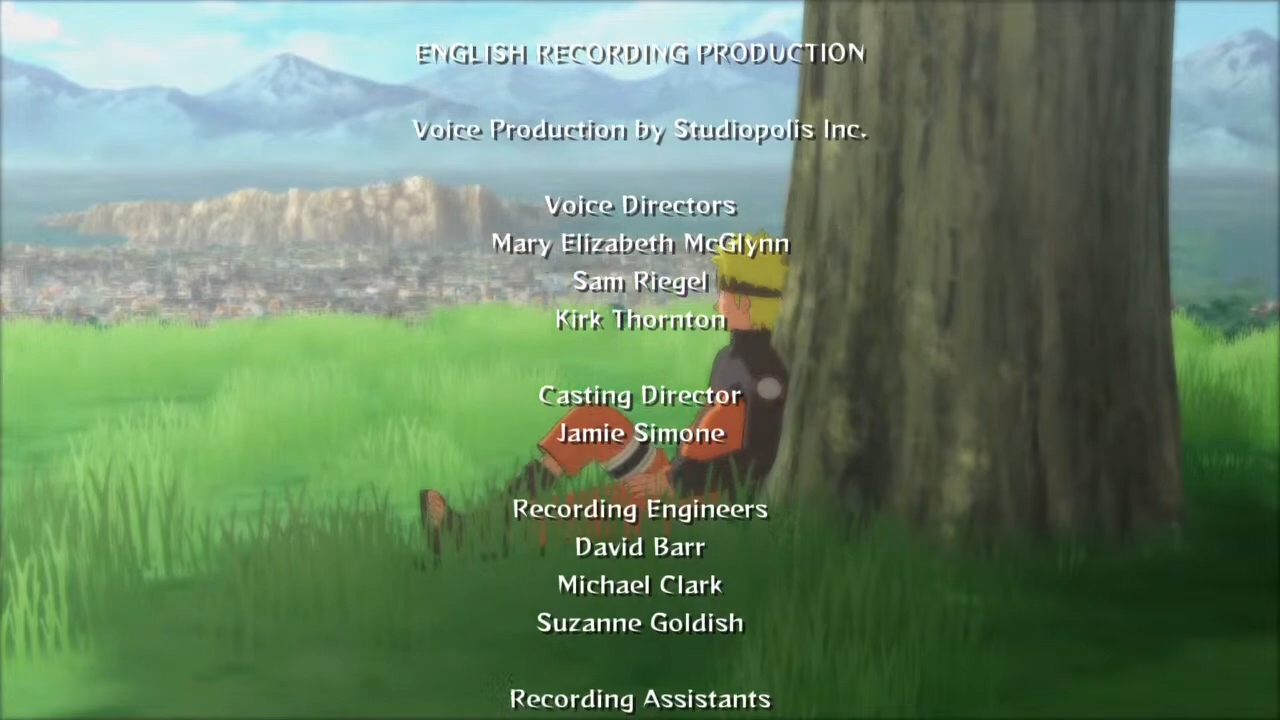 ENGLISH RECORDING PRODUCTION
Voice Production by Studiopolis Inc.
Voice Directors
Mary Elizabeth McGlynn
Sam Riegel
Kirk Thornton
Casting Director
Jamie Simone
Recording Engineers
David Barr
Michael Clark
Suzanne Goldish
Recording Assistants